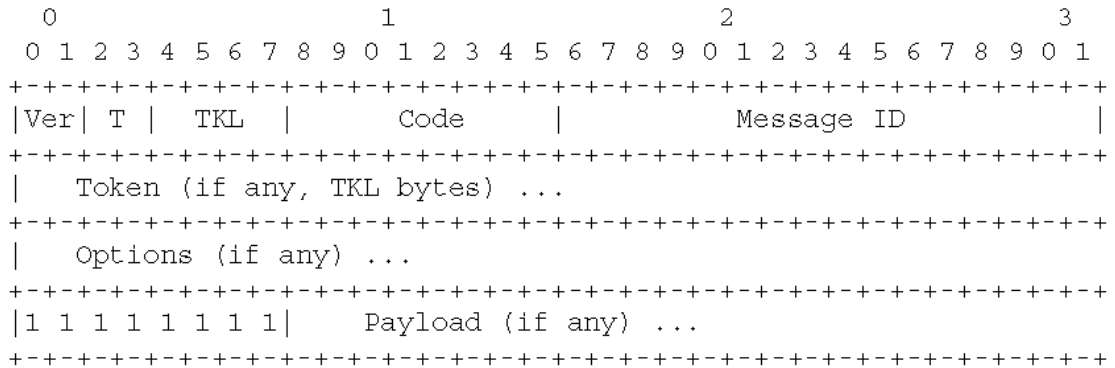 0                   1                   2                   3
 0 1 2 3 4 5 6 7 8 9 0 1 2 3 4 5 6 7 8 9 0 1 2 3 4 5 6 7 8 9 0 1
+-+-+-+-+-+-+-+-+-+-+-+-+-+-+-+-+-+-+-+-+-+-+-+-+-+-+-+-+-+-+-+-+
|Ver| T |  TKL  |      Code     |          Message ID           |
+-+-+-+-+-+-+-+-+-+-+-+-+-+-+-+-+-+-+-+-+-+-+-+-+-+-+-+-+-+-+-+-+
|   Token (if any, TKL bytes) ...
+-+-+-+-+-+-+-+-+-+-+-+-+-+-+-+-+-+-+-+-+-+-+-+-+-+-+-+-+-+-+-+-+
|   Options (if any) ...
+-+-+-+-+-+-+-+-+-+-+-+-+-+-+-+-+-+-+-+-+-+-+-+-+-+-+-+-+-+-+-+-+
|1 1 1 1 1 1 1 1|    Payload (if any) ...
+-+-+-+-+-+-+-+-+-+-+-+-+-+-+-+-+-+-+-+-+-+-+-+-+-+-+-+-+-+-+-+-+